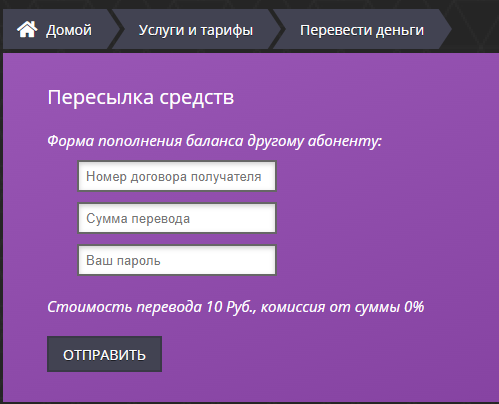 Домой Услуги и тарифы Перевести деньги
Пересылка средств
Форма пополнения баланса другому абоненту:
Номер договора получателя
Сумма перевода
Ваш пароль
Стоимость перевода 10 Руб., комиссия от суммы 0%
ОТПРАВИТЬ